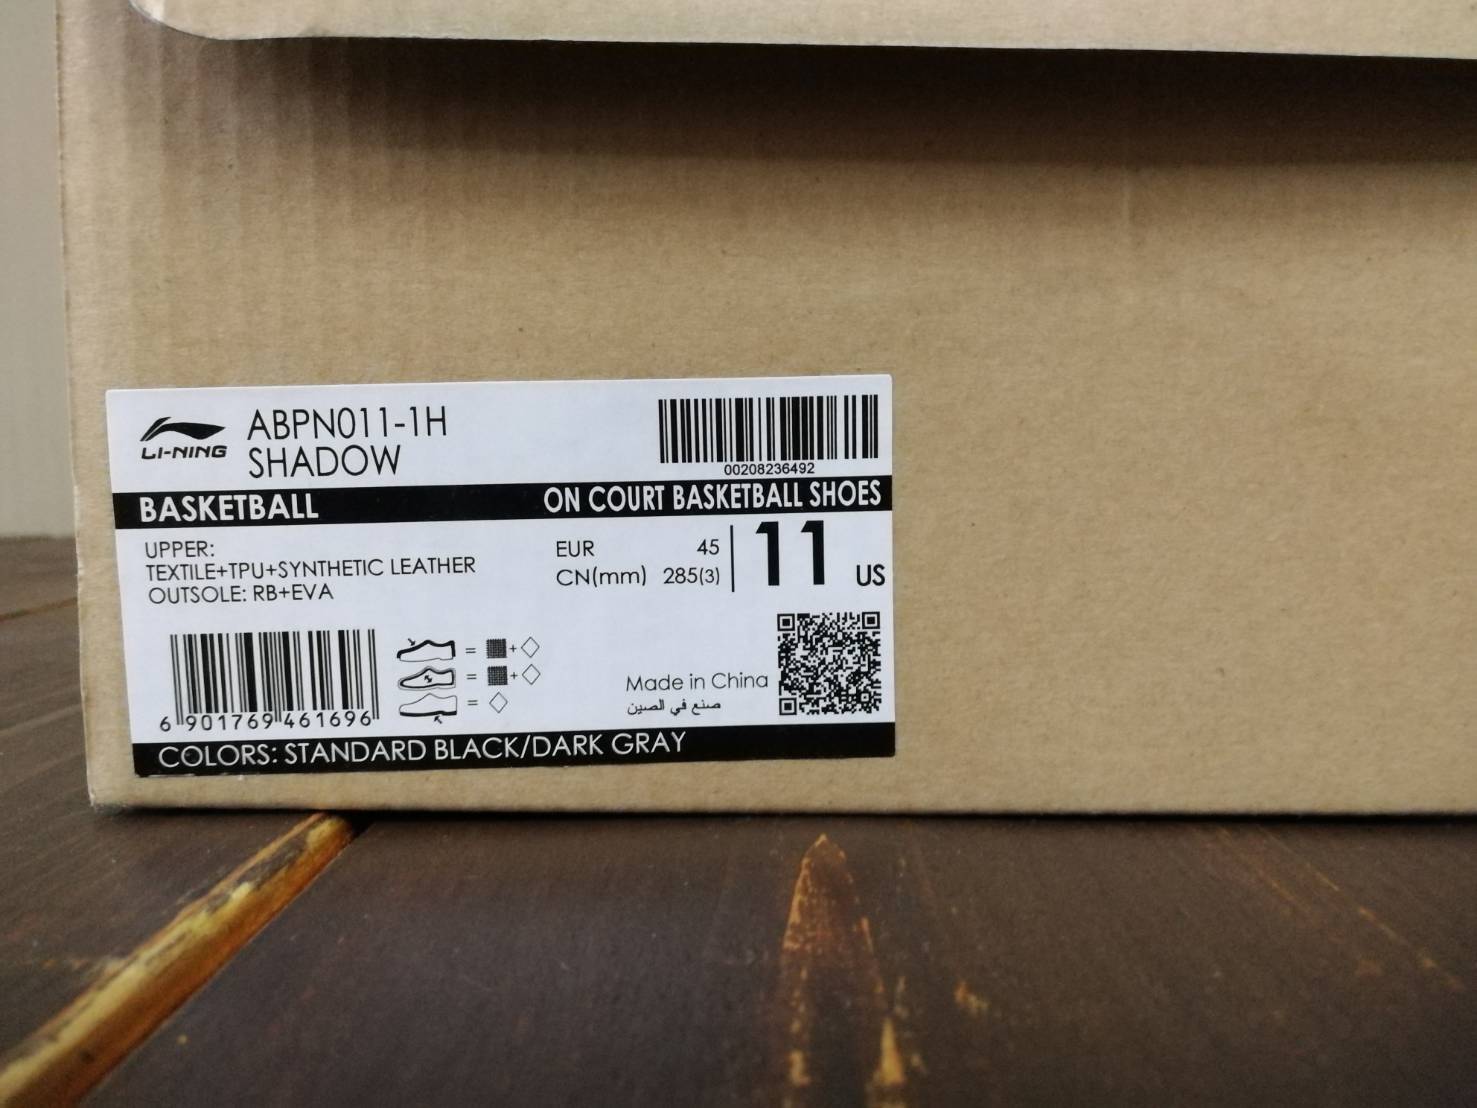 LI-NING
ABPN011-1H
SHADOW
00208236492
BASKETBALL
ON COURT BASKETBALL SHOES
UPPER:
TEXTILE+TPU+SYNTHETIC LEATHER
OUTSOLE: RB+EVA
EUR 45
CN(mm) 285(3)
11 US
6 901769 461696
= +
= +
=
Made in China
صنع في الصين
COLORS: STANDARD BLACK/DARK GRAY